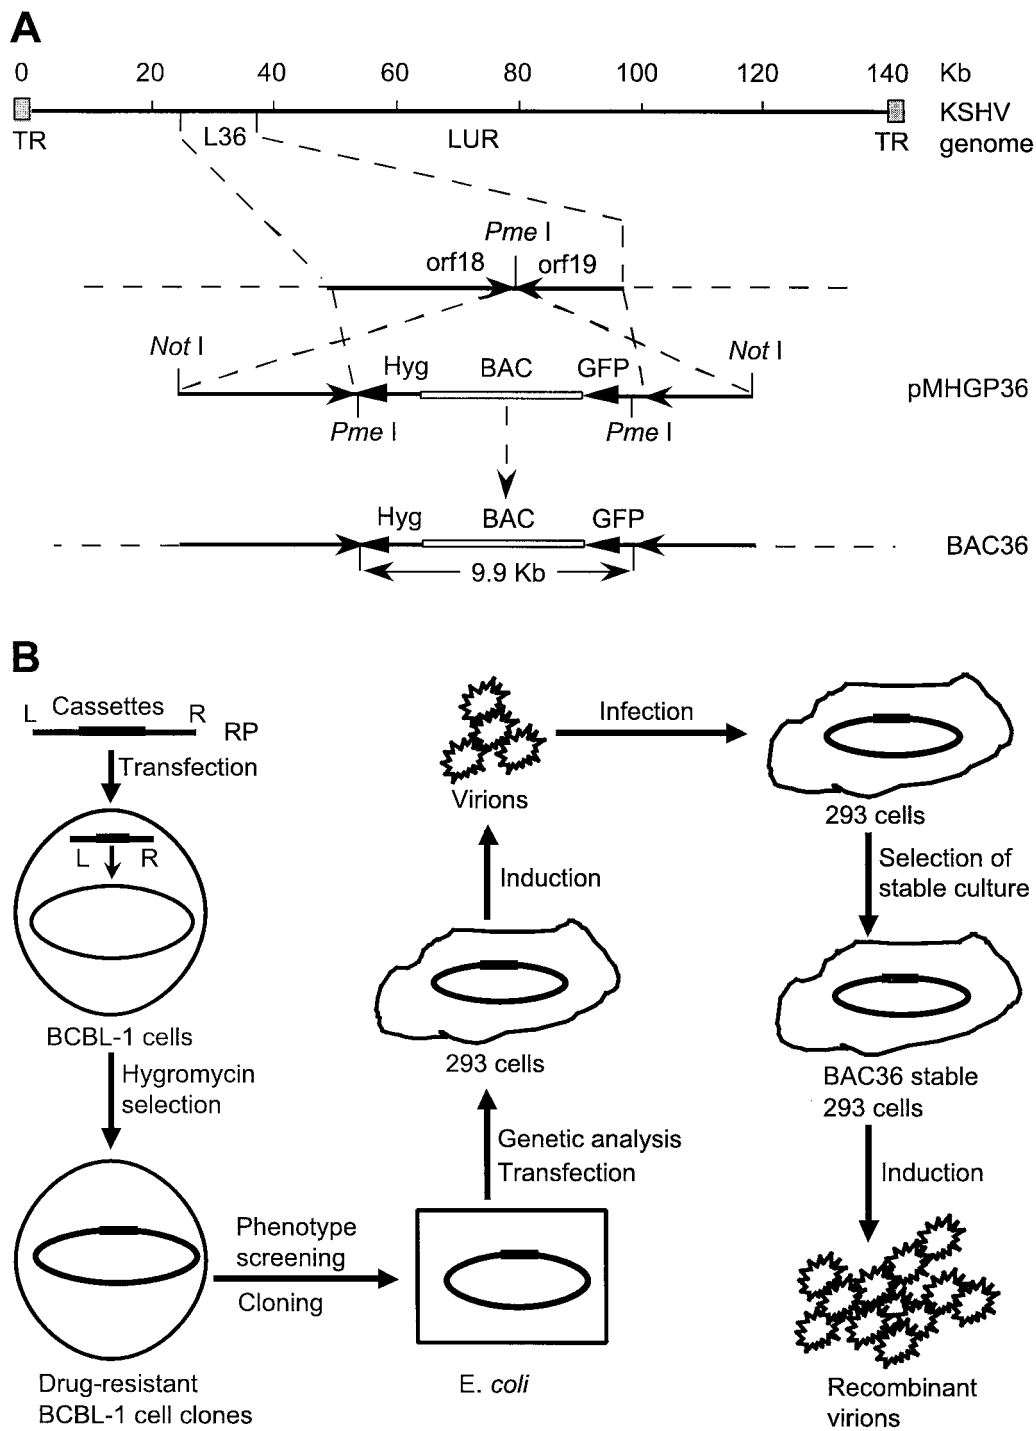 A
0 20 40 60 80 100 120 140 Kb
TR L36 LUR TR KSHV
genome
Pme I
orf18 orf19
Not I Not I
Hyg BAC GFP pMHGP36
Pme I Pme I
Hyg BAC GFP
BAC36
9.9 Kb
B
L Cassettes R RP
Transfection
L R
BCBL-1 cells
Hygromycin
selection
Drug-resistant
BCBL-1 cell clones
Phenotype
screening
Cloning
E. coli
Genetic analysis
Transfection
293 cells
Induction
Virions
Infection
293 cells
Selection of
stable culture
BAC36 stable
293 cells
Induction
Recombinant
virions